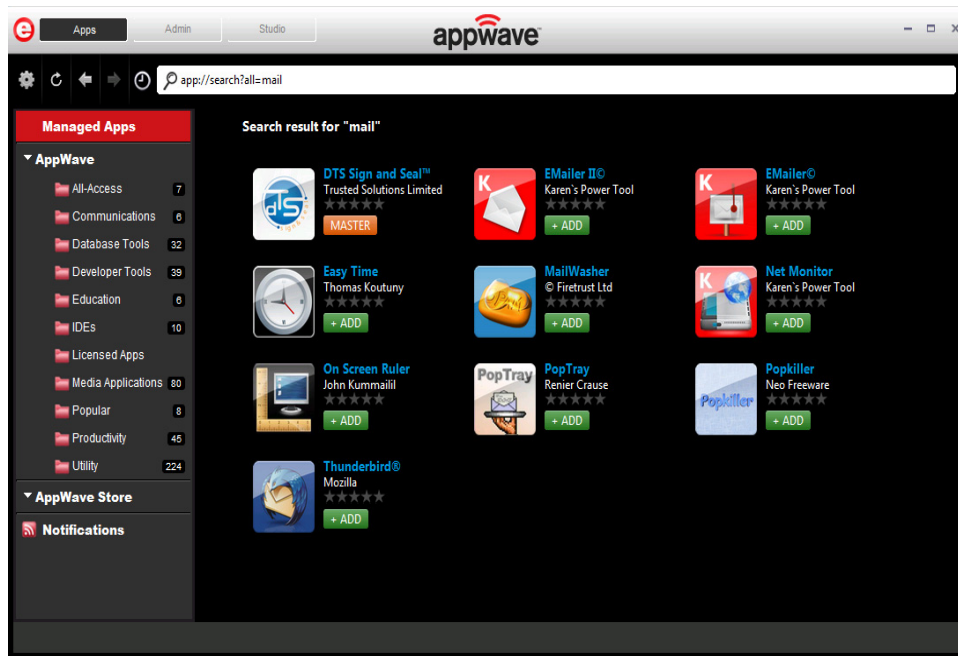 e
Apps
Admin
Studio
appwave
app://search?all=mail
Managed Apps
AppWave
All-Access 7
Communications 6
Database Tools 32
Developer Tools 39
Education 6
IDEs 10
Licensed Apps
Media Applications 80
Popular 8
Productivity 45
Utility 224
AppWave Store
Notifications
Search result for "mail"
dTS
DTS Sign and Seal™
Trusted Solutions Limited
MASTER
K
EMailer II©
Karen`s Power Tool
+ ADD
K
EMailer©
Karen`s Power Tool
+ ADD
Easy Time
Thomas Koutuny
+ ADD
MailWasher
© Firetrust Ltd
+ ADD
K
Net Monitor
Karen`s Power Tool
+ ADD
On Screen Ruler
John Kummailil
+ ADD
PopTray
PopTray
Renier Crause
+ ADD
Popkiller
Popkiller
Neo Freeware
+ ADD
Thunderbird®
Mozilla
+ ADD